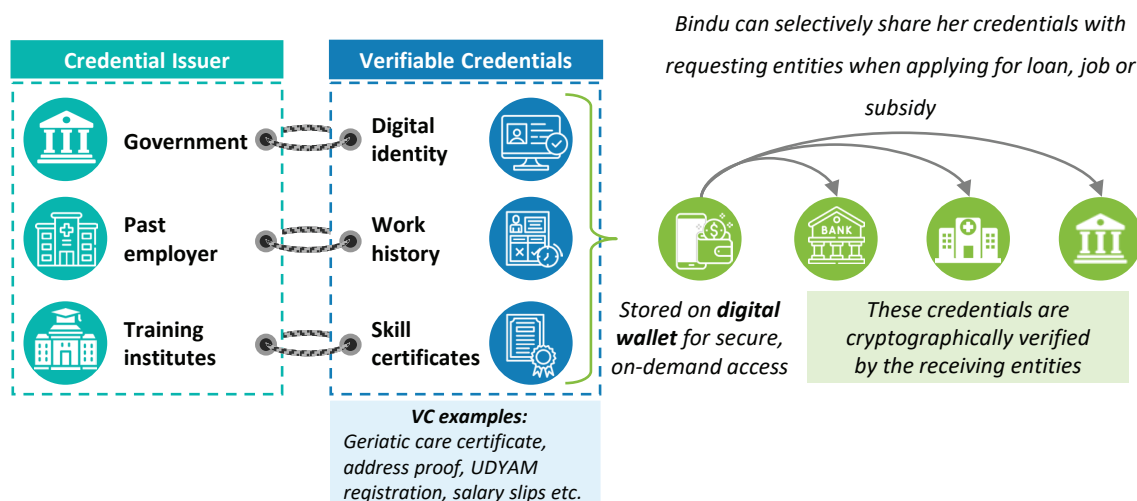 Credential Issuer
Government
Past
employer
Training
institutes
Verifiable Credentials
Digital
identity
Work
history
Skill
certificates
VC examples:
Geriatic care certificate,
address proof, UDYAM
registration, salary slips etc.
Bindu can selectively share her credentials with
requesting entities when applying for loan, job or
subsidy
BANK
Stored on digital
wallet for secure,
on-demand access
These credentials are
cryptographically verified
by the receiving entities